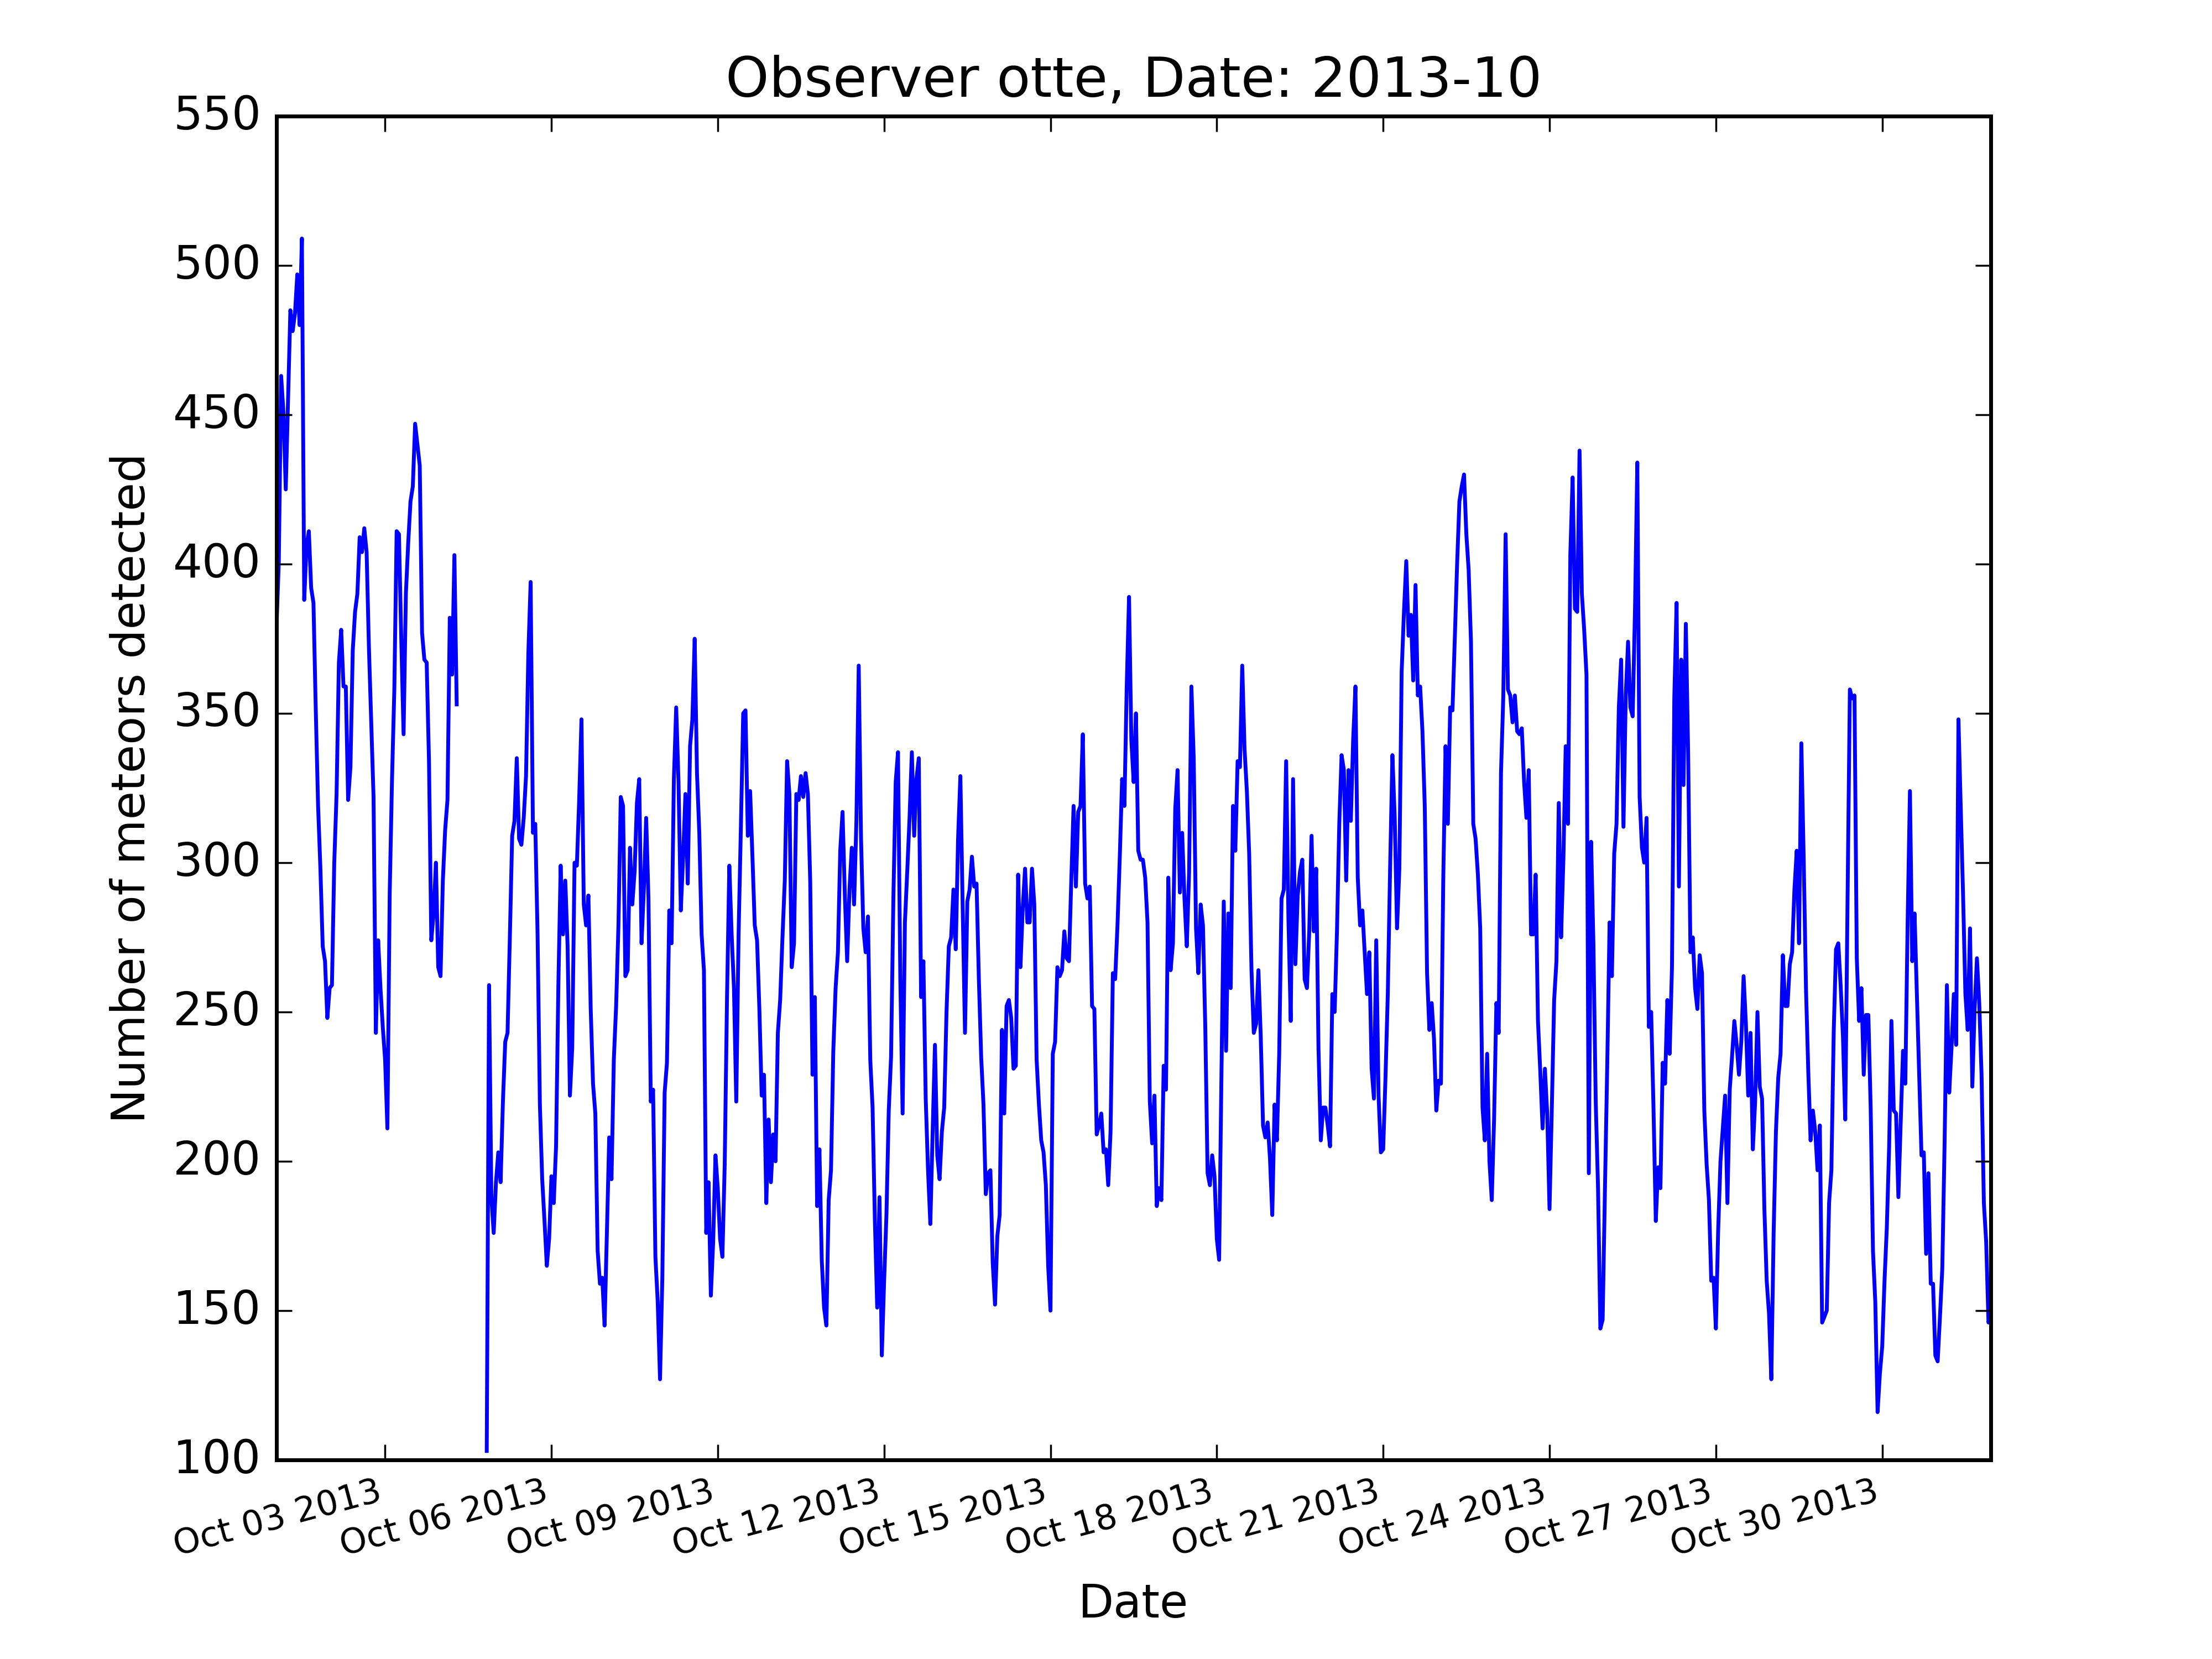 Observer otte, Date: 2013-10
550
500
450
400
350
300
250
200
150
100
Number of meteors detected
Oct 03 2013
Oct 06 2013
Oct 09 2013
Oct 12 2013
Oct 15 2013
Oct 18 2013
Oct 21 2013
Oct 24 2013
Oct 27 2013
Oct 30 2013
Date